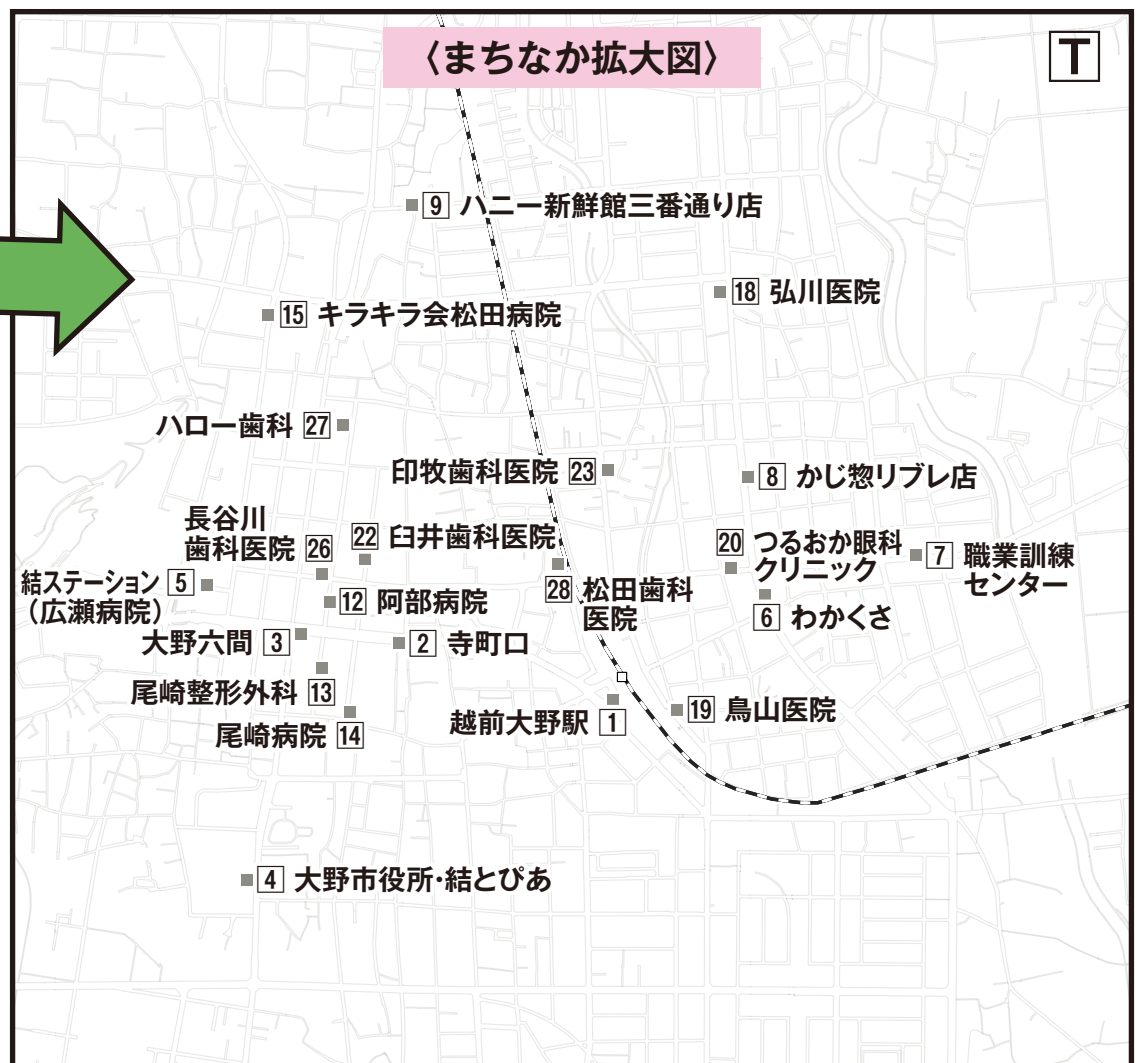 〈まちなか拡大図〉
T
9 ハニー新鮮館三番通り店
18 弘川医院
15 キラキラ会松田病院
ハロー歯科 27
印牧歯科医院 23
8 かじ惣リブレ店
長谷川
歯科医院 26
22 臼井歯科医院
20 つるおか眼科
クリニック
7 職業訓練
センター
結ステーション 5
（広瀬病院）
12 阿部病院
28 松田歯科
医院
6 わかくさ
大野六間 3
2 寺町口
尾崎整形外科 13
尾崎病院 14
越前大野駅 1
19 鳥山医院
4 大野市役所・結とぴあ